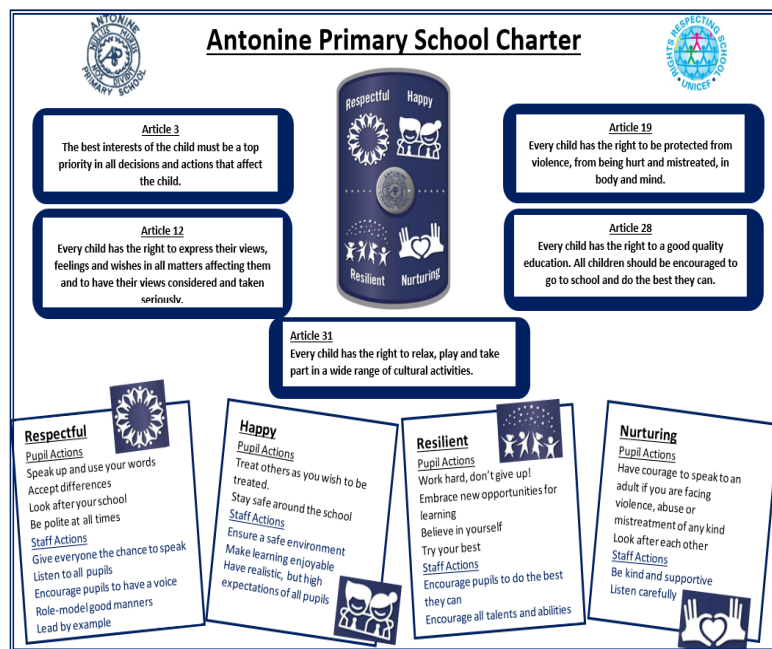 Antonine Primary School Charter
ANTONINE
PRIMARY SCHOOL
RIGHTS RESPECTING SCHOOL
UNICEF
Respectful Happy
Resilient Nurturing
Article 3
The best interests of the child must be a top
priority in all decisions and actions that affect
the child.
Article 19
Every child has the right to be protected from
violence, from being hurt and mistreated, in
body and mind.
Article 12
Every child has the right to express their views,
feelings and wishes in all matters affecting them
and to have their views considered and taken
seriously.
Article 28
Every child has the right to a good quality
education. All children should be encouraged to
go to school and do the best they can.
Article 31
Every child has the right to relax, play and take
part in a wide range of cultural activities.
Respectful
Pupil Actions
Speak up and use your words
Accept differences
Look after your school
Be polite at all times
Staff Actions
Give everyone the chance to speak
Listen to all pupils
Encourage pupils to have a voice
Role-model good manners
Lead by example
Happy
Pupil Actions
Treat others as you wish to be
treated.
Stay safe around the school
Staff Actions
Ensure a safe environment
Make learning enjoyable
Have realistic, but high
expectations of all pupils
Resilient
Pupil Actions
Work hard, don't give up!
Embrace new opportunities for
learning
Believe in yourself
Try your best
Staff Actions
Encourage pupils to do the best
they can
Encourage all talents and abilities
Nurturing
Pupil Actions
Have courage to speak to an
adult if you are facing
violence, abuse or
mistreatment of any kind
Look after each other
Staff Actions
Be kind and supportive
Listen carefully